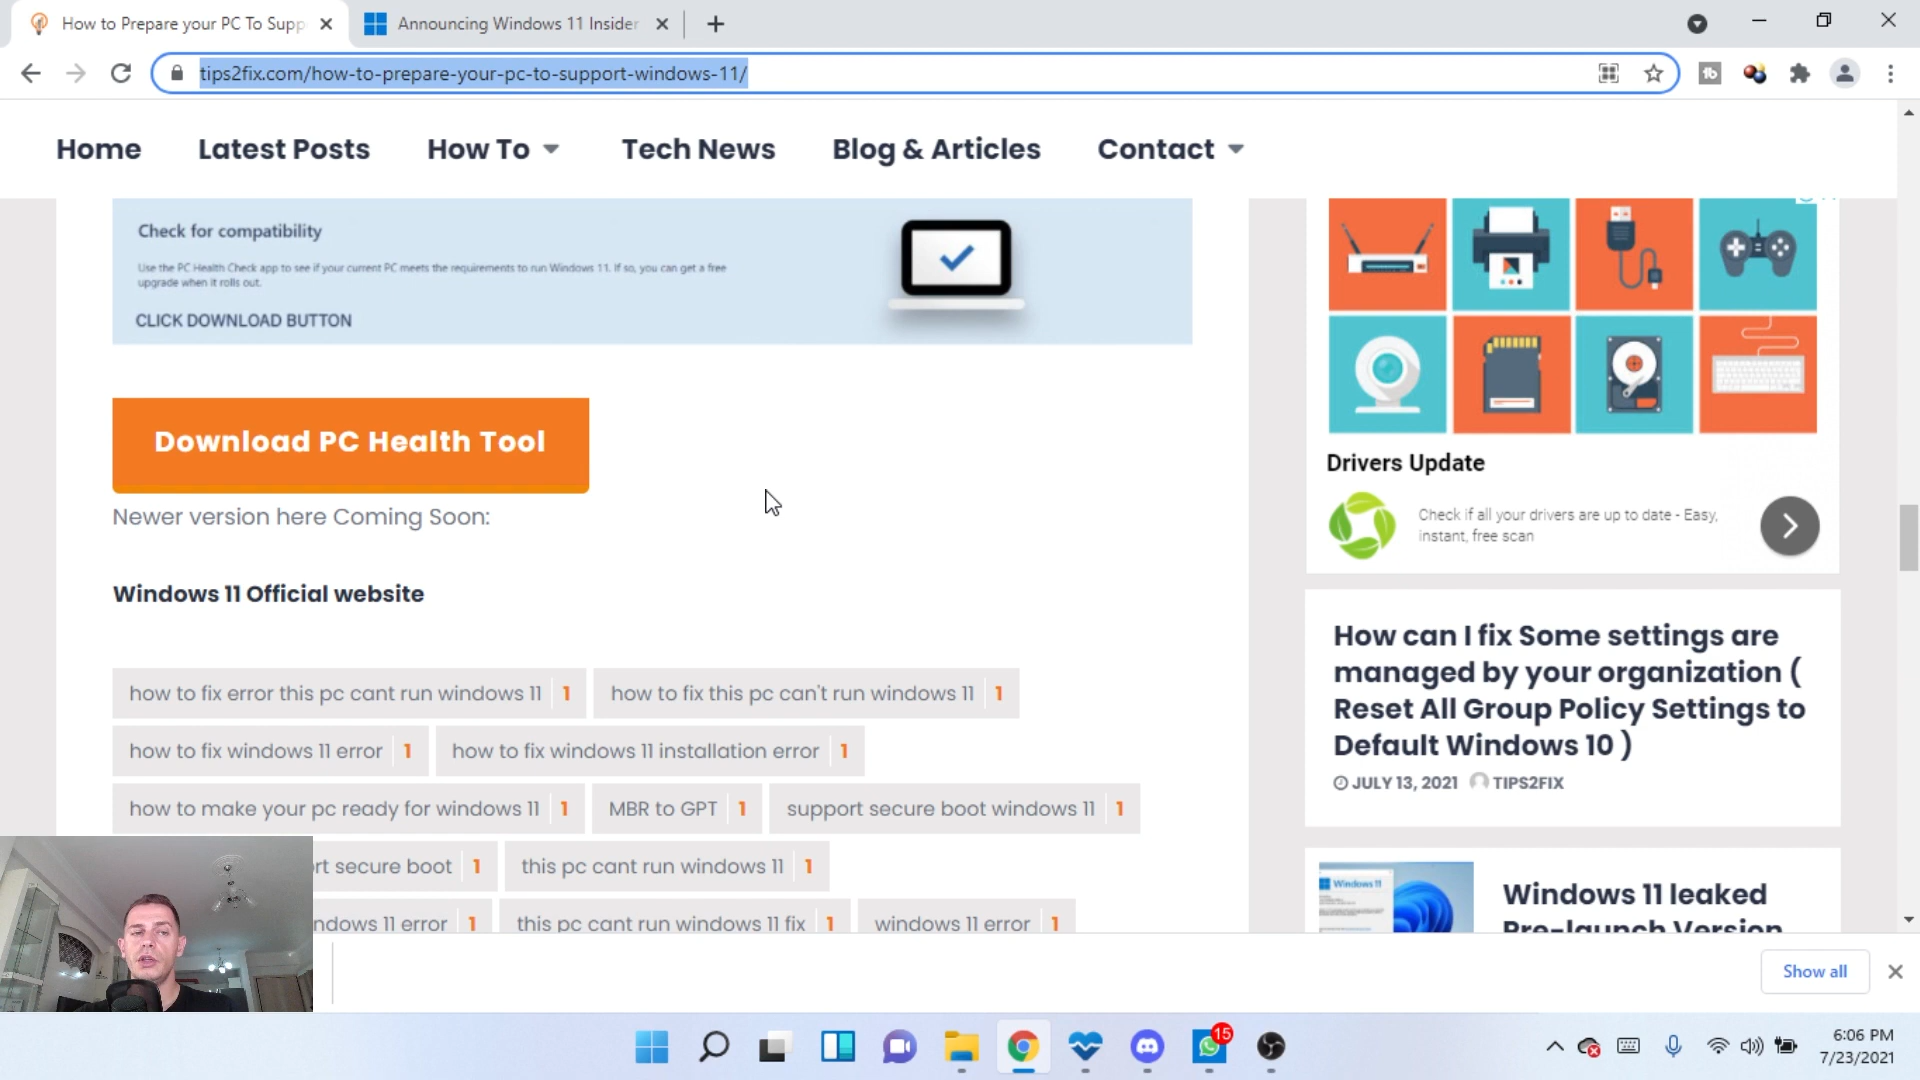 How to Prepare your PC To Supp
Announcing Windows 11 Insider
tips2fix.com/how-to-prepare-your-pc-to-support-windows-11/
Home
Latest Posts
How To
Tech News
Blog & Articles
Contact
Check for compatibility
Use the PC Health Check app to see if your current PC meets the requirements to run Windows 11. If so, you can get a free
upgrade when it rolls out.
CLICK DOWNLOAD BUTTON
Download PC Health Tool
Newer version here Coming Soon:
Windows 11 Official website
how to fix error this pc cant run windows 11 1
how to fix this pc can't run windows 11 1
how to fix windows 11 error 1
how to fix windows 11 installation error 1
how to make your pc ready for windows 11 1
MBR to GPT 1
support secure boot windows 11 1
rt secure boot 1
this pc cant run windows 11 1
ndows 11 error 1
this pc cant run windows 11 fix 1
windows 11 error 1
Drivers Update
Check if all your drivers are up to date - Easy,
instant, free scan
How can I fix Some settings are
managed by your organization (
Reset All Group Policy Settings to
Default Windows 10 )
JULY 13, 2021 TIPS2FIX
Windows 11
Windows 11 leaked
Pre-launch Version
Show all
15
6:06 PM
7/23/2021